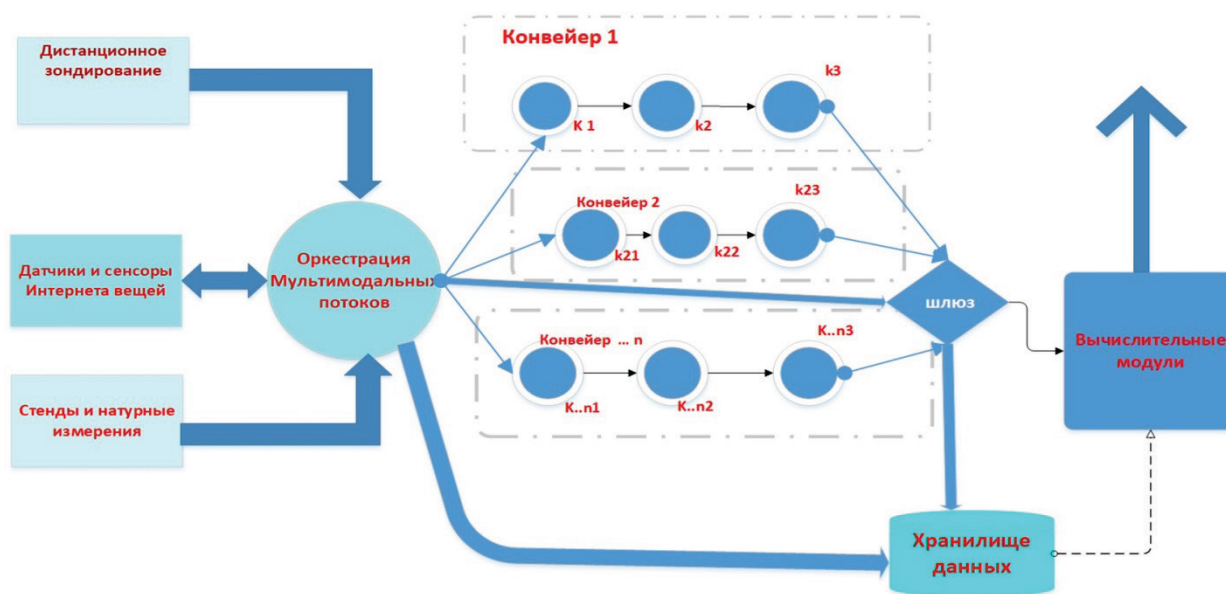 Дистанционное
зондирование
Датчики и сенсоры
Интернета вещей
Стенды и натурные
измерения
Оркестрация
Мультимодальных
потоков
Конвейер 1
K 1
k2
k3
Конвейер 2
k21
k22
k23
Конвейер ... n
K..n1
K..n2
K..n3
шлюз
Вычислительные
модули
Хранилище
данных